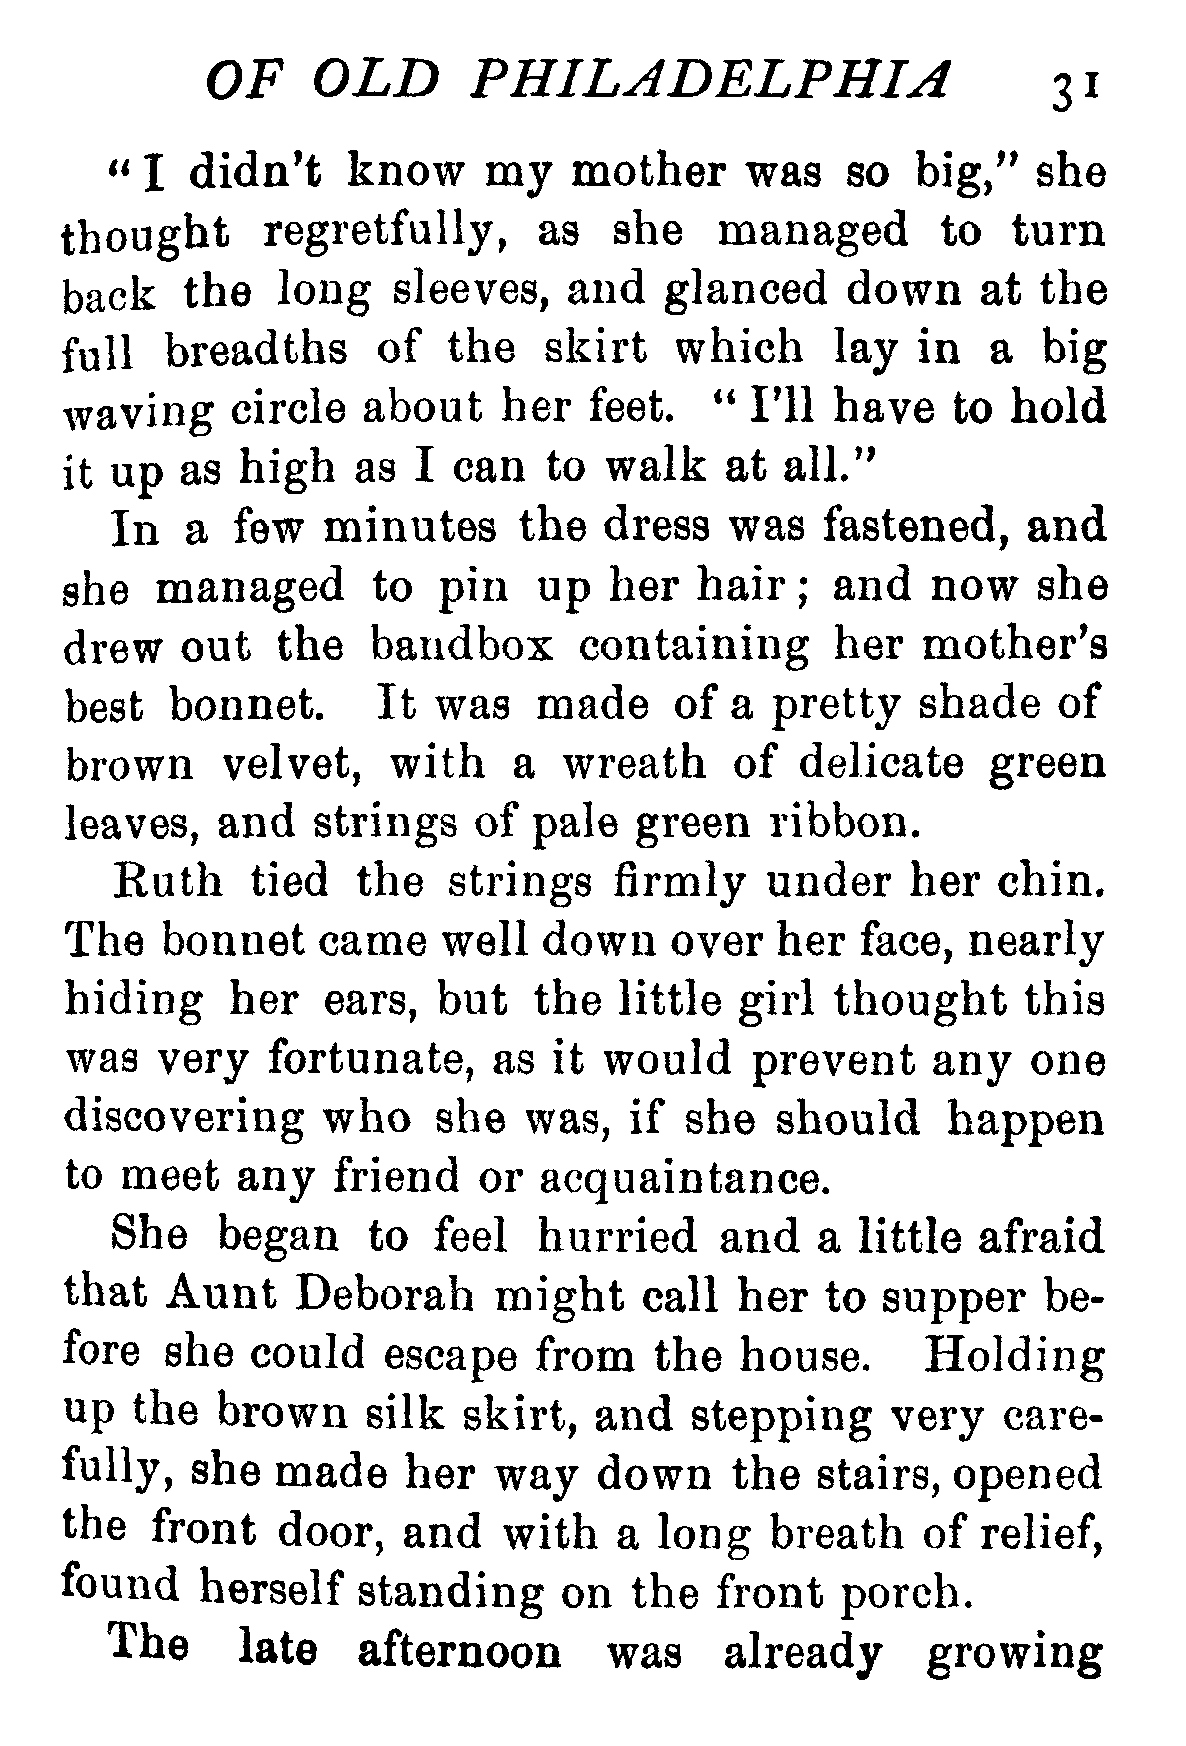 OF OLD PHILADELPHIA 31
“ I didn’t know my mother was so big,” she
thought regretfully, as she managed to turn
back the long sleeves, and glanced down at the
full breadths of the skirt which lay in a big
waving circle about her feet. “ I’ll have to hold
it up as high as I can to walk at all.”
In a few minutes the dress was fastened, and
she managed to pin up her hair ; and now she
drew out the bandbox containing her mother’s
best bonnet. It was made of a pretty shade of
brown velvet, with a wreath of delicate green
leaves, and strings of pale green ribbon.
Ruth tied the strings firmly under her chin.
The bonnet came well down over her face, nearly
hiding her ears, but the little girl thought this
was very fortunate, as it would prevent any one
discovering who she was, if she should happen
to meet any friend or acquaintance.
She began to feel hurried and a little afraid
that Aunt Deborah might call her to supper be-
fore she could escape from the house. Holding
up the brown silk skirt, and stepping very care-
fully, she made her way down the stairs, opened
the front door, and with a long breath of relief,
found herself standing on the front porch.
The late afternoon was already growing